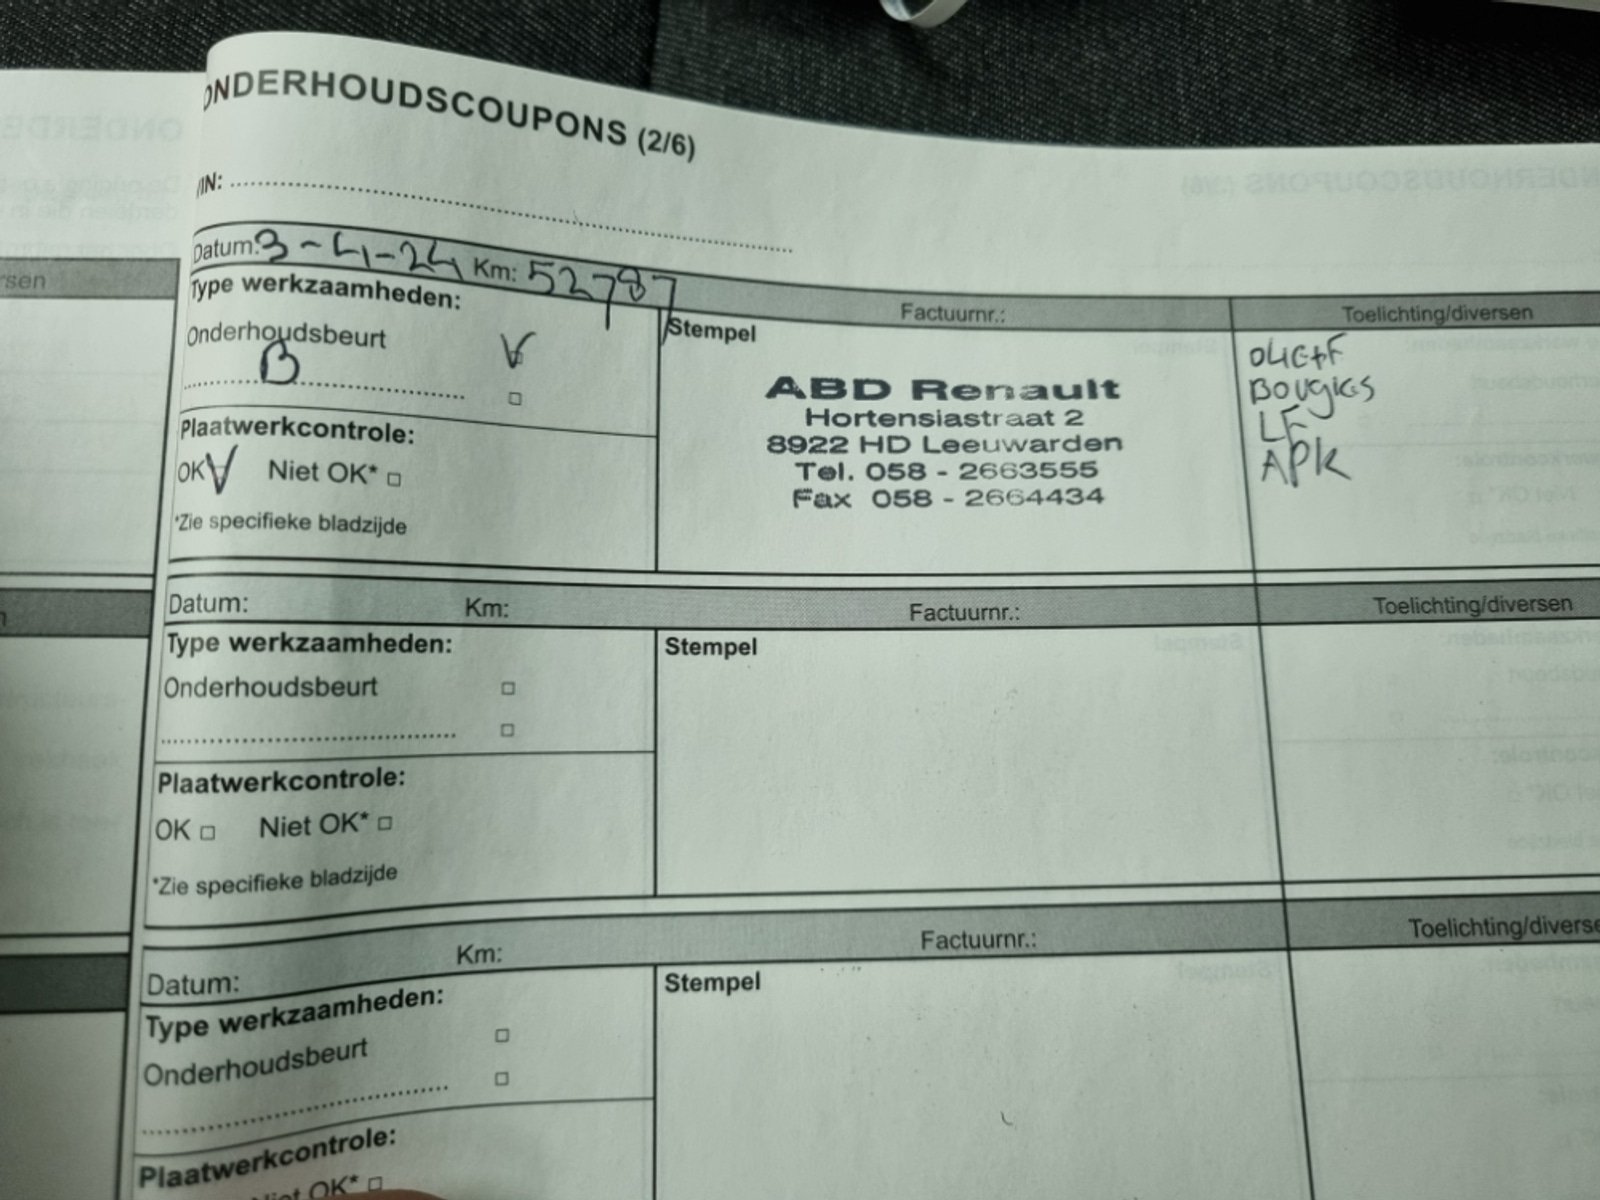 ONDERHOUDSCOUPONS (2/6)
VIN:
Datum: 3-4-24 Km: 52787 Factuurnr.: Toelichting/diversen
Type werkzaamheden:
Onderhoudsbeurt V
B
Plaatwerkcontrole:
OK V Niet OK* □
*Zie specifieke bladzijde
Stempel
ABD Renault
Hortensiastraat 2
8922 HD Leeuwarden
Tel. 058 - 2663555
Fax 058 - 2664434
OLIE+F
BOUGIES
LF
APK
Datum: Km: Factuurnr.: Toelichting/diversen
Type werkzaamheden:
Onderhoudsbeurt □
□
Plaatwerkcontrole:
OK □ Niet OK* □
*Zie specifieke bladzijde
Stempel
Datum: Km: Factuurnr.: Toelichting/diverse
Type werkzaamheden:
Onderhoudsbeurt □
□
Plaatwerkcontrole:
Niet OK* □
Stempel